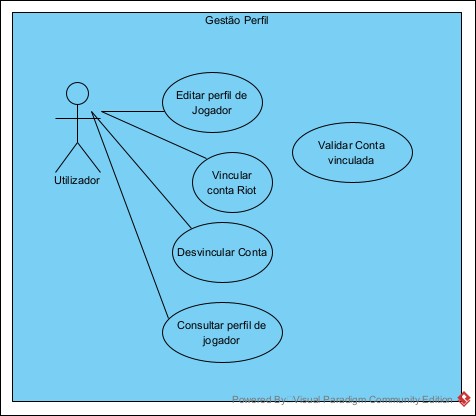 Gestão Perfil
Editar perfil de
Jogador
Validar Conta
vinculada
Vincular
conta Riot
Utilizador
Desvincular Conta
Consultar perfil de
jogador
Powered By: Visual Paradigm Community Edition